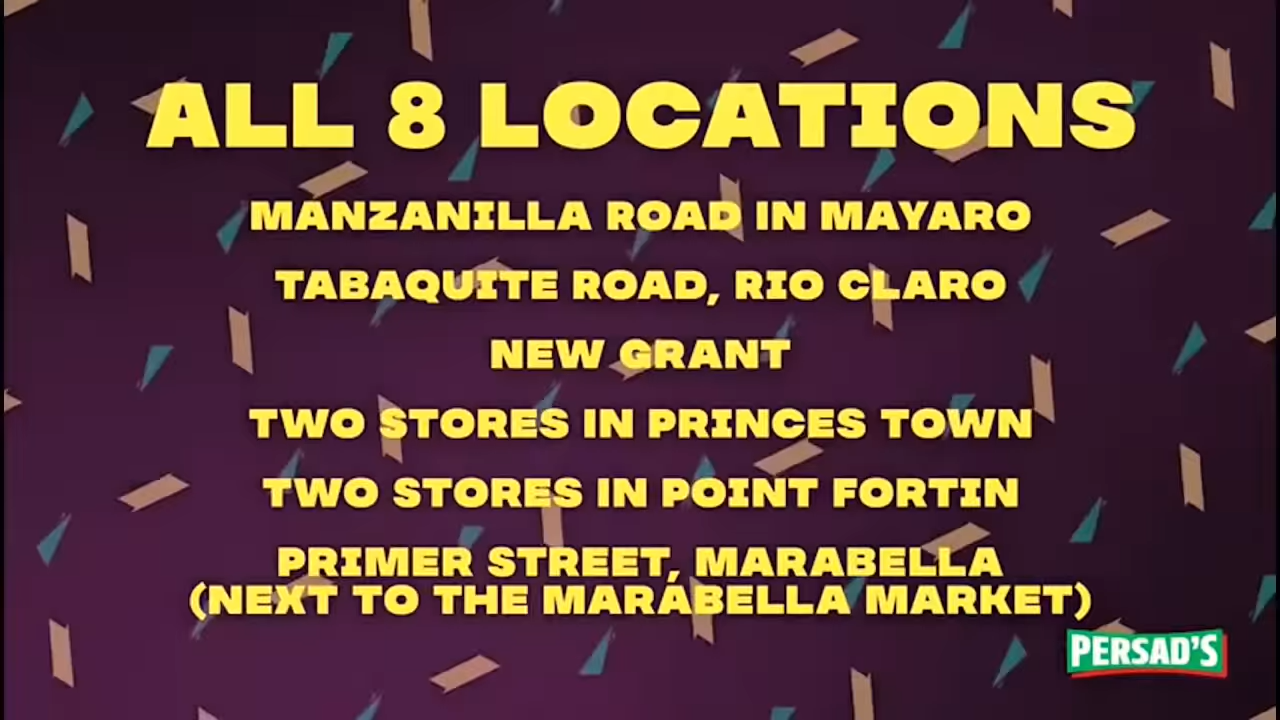 ALL 8 LOCATIONS
MANZANILLA ROAD IN MAYARO
TABAQUITE ROAD, RIO CLARO
NEW GRANT
TWO STORES IN PRINCES TOWN
TWO STORES IN POINT FORTIN
PRIMER STREET, MARABELLA
(NEXT TO THE MARABELLA MARKET)
PERSAD'S